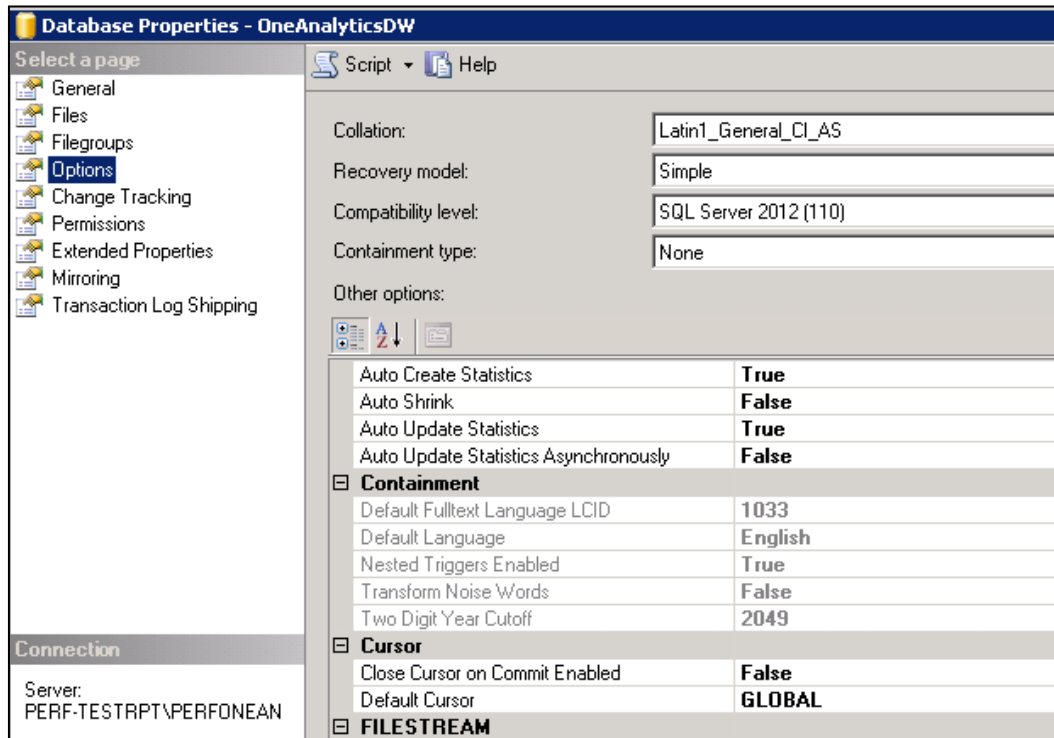 Database Properties - OneAnalyticsDW
Select a page
General
Files
Filegroups
Options
Change Tracking
Permissions
Extended Properties
Mirroring
Transaction Log Shipping
Connection
Server:
PERF-TESTRPT\PERFONEAN
Script Help
Collation: Latin1_General_CI_AS
Recovery model: Simple
Compatibility level: SQL Server 2012 (110)
Containment type: None
Other options:
Auto Create Statistics True
Auto Shrink False
Auto Update Statistics True
Auto Update Statistics Asynchronously False
Containment
Default Fulltext Language LCID 1033
Default Language English
Nested Triggers Enabled True
Transform Noise Words False
Two Digit Year Cutoff 2049
Cursor
Close Cursor on Commit Enabled False
Default Cursor GLOBAL
FILESTREAM